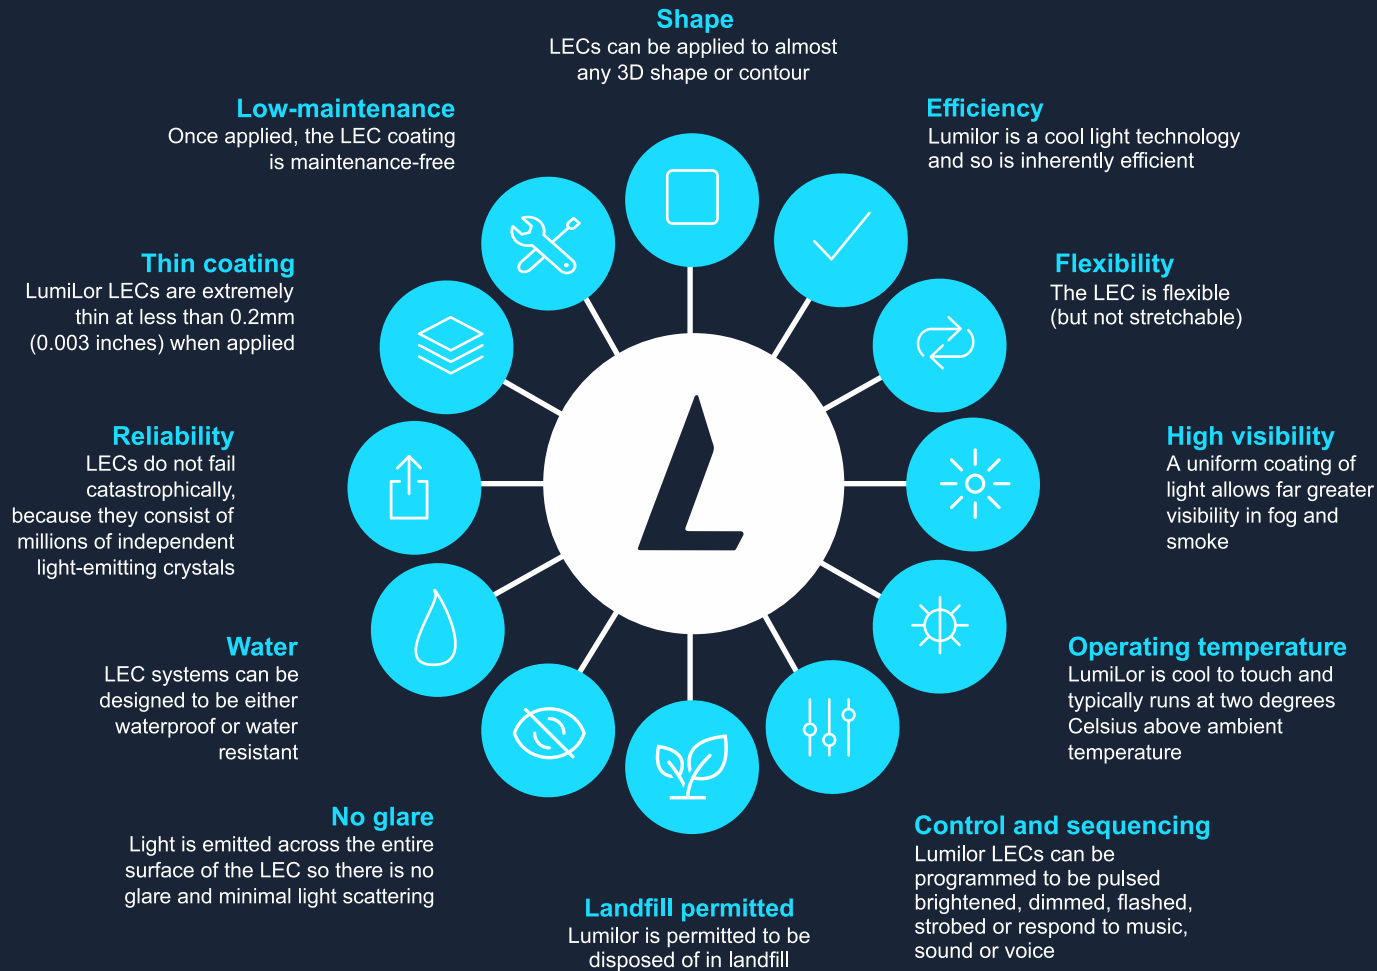 Shape
LECs can be applied to almost
any 3D shape or contour
Efficiency
Lumilor is a cool light technology
and so is inherently efficient
Flexibility
The LEC is flexible
(but not stretchable)
High visibility
A uniform coating of
light allows far greater
visibility in fog and
smoke
Operating temperature
LumiLor is cool to touch and
typically runs at two degrees
Celsius above ambient
temperature
Control and sequencing
Lumilor LECs can be
programmed to be pulsed
brightened, dimmed, flashed,
strobed or respond to music,
sound or voice
Landfill permitted
Lumilor is permitted to be
disposed of in landfill
No glare
Light is emitted across the entire
surface of the LEC so there is no
glare and minimal light scattering
Water
LEC systems can be
designed to be either
waterproof or water
resistant
Reliability
LECs do not fail
catastrophically,
because they consist of
millions of independent
light-emitting crystals
Thin coating
LumiLor LECs are extremely
thin at less than 0.2mm
(0.003 inches) when applied
Low-maintenance
Once applied, the LEC coating
is maintenance-free
L